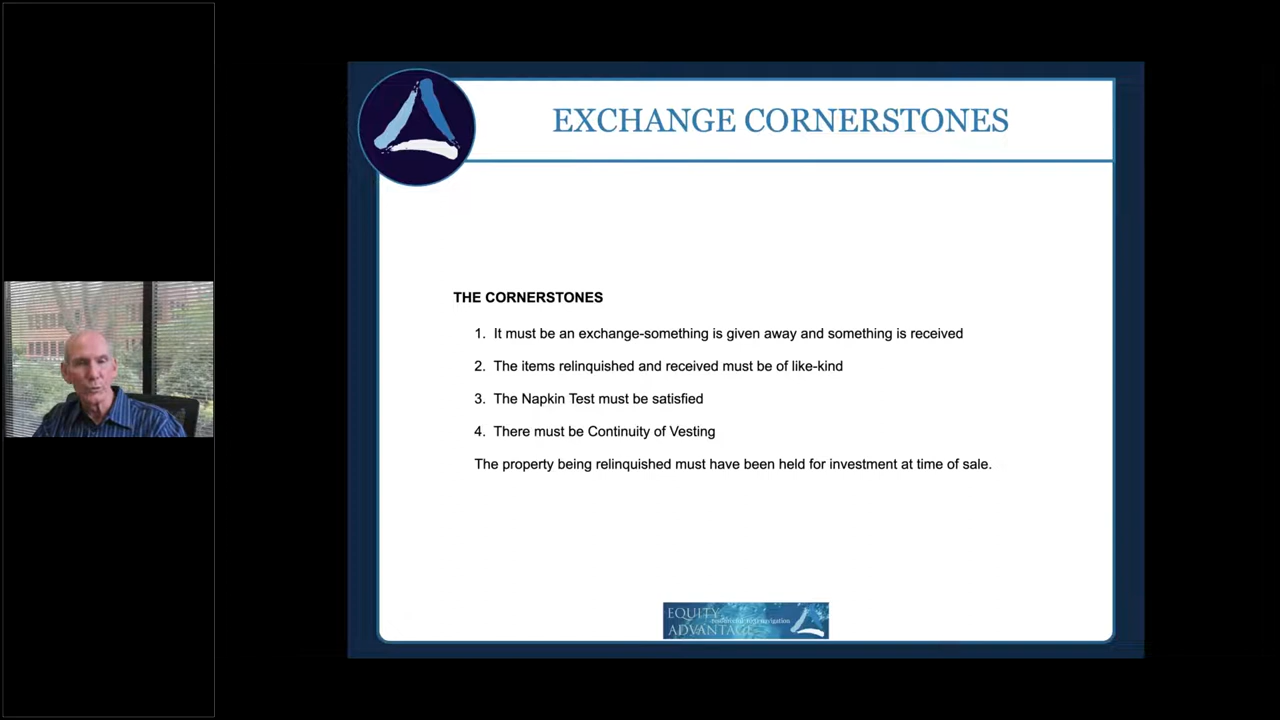 EXCHANGE CORNERSTONES
THE CORNERSTONES
1. It must be an exchange-something is given away and something is received
2. The items relinquished and received must be of like-kind
3. The Napkin Test must be satisfied
4. There must be Continuity of Vesting
The property being relinquished must have been held for investment at time of sale.
EQUITY
ADVANTAGE